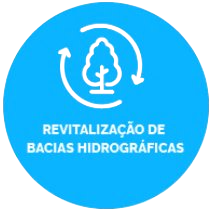 REVITALIZAÇÃO DE
BACIAS HIDROGRÁFICAS